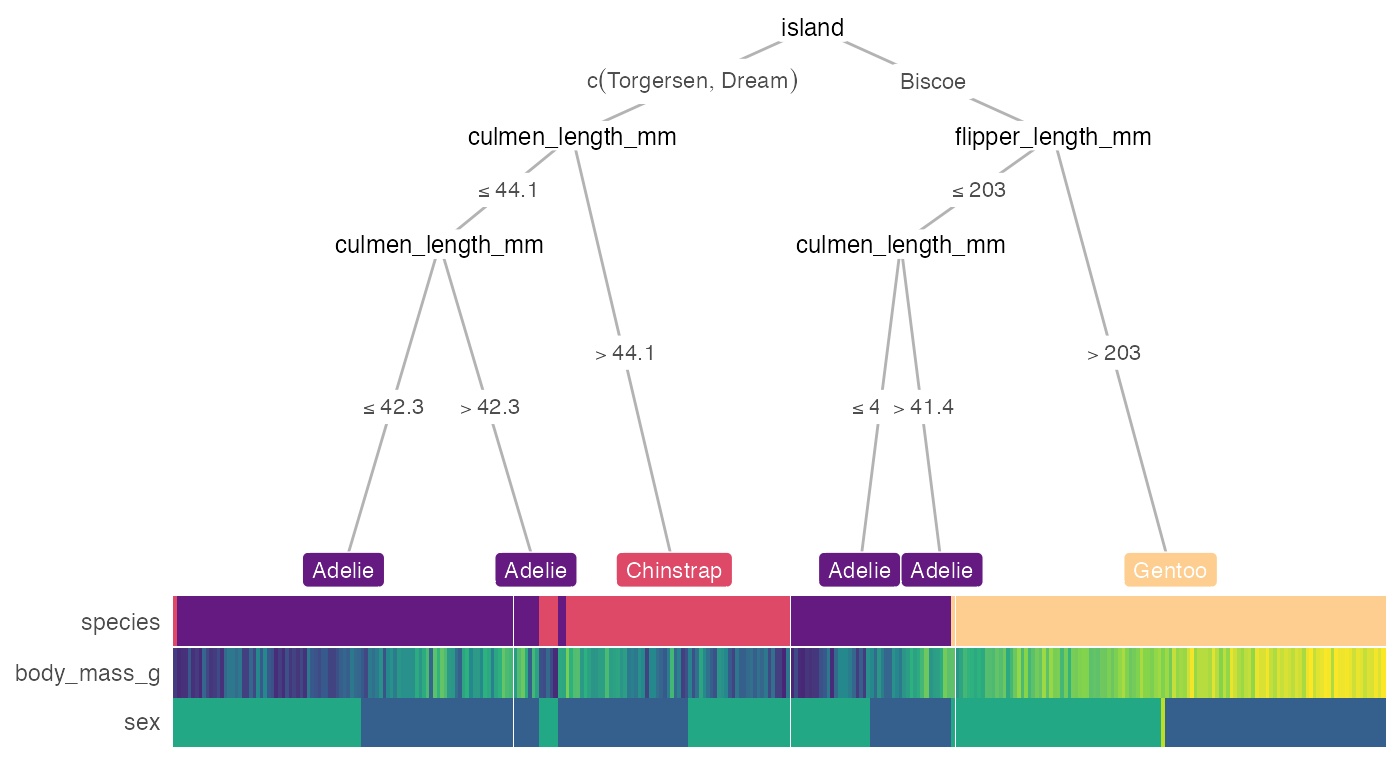 island
c(Torgersen, Dream) Biscoe
culmen_length_mm flipper_length_mm
≤ 44.1 ≤ 203
culmen_length_mm culmen_length_mm
> 44.1 > 203
≤ 42.3 > 42.3 ≤ 4 > 41.4
Adelie Adelie Chinstrap Adelie Adelie Gentoo
species
body_mass_g
sex